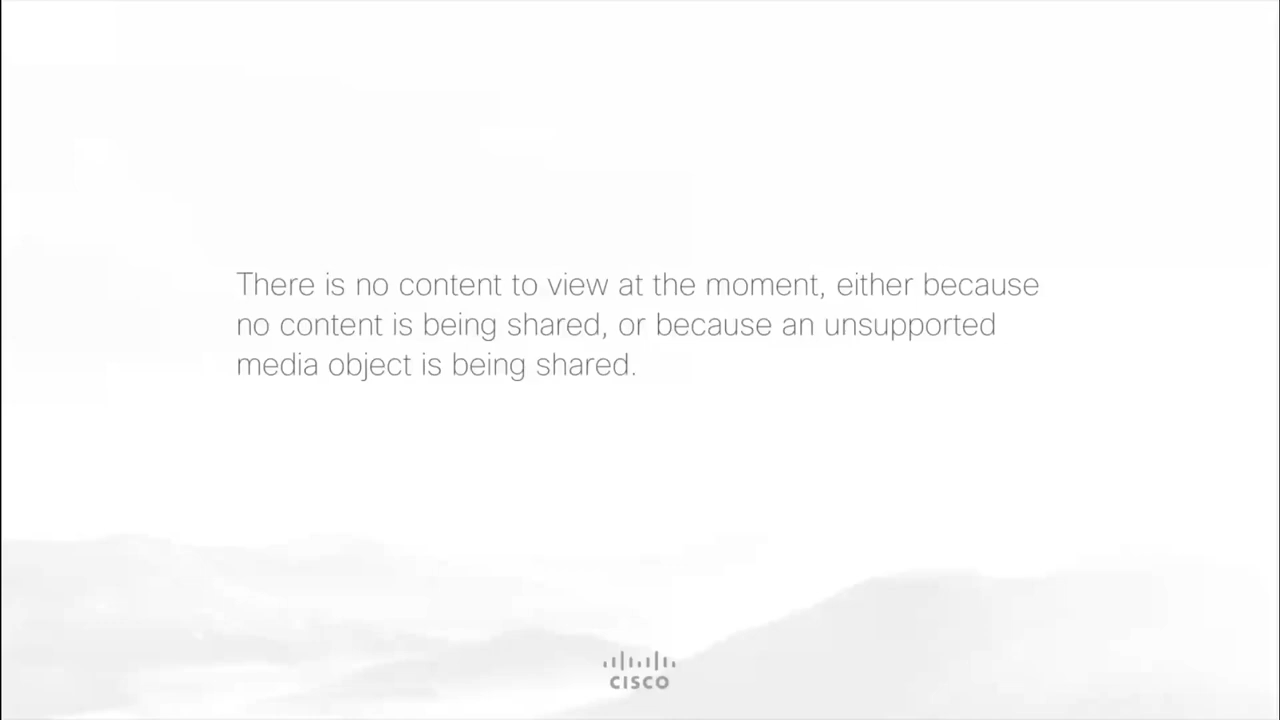 There is no content to view at the moment, either because
no content is being shared, or because an unsupported
media object is being shared.
CISCO